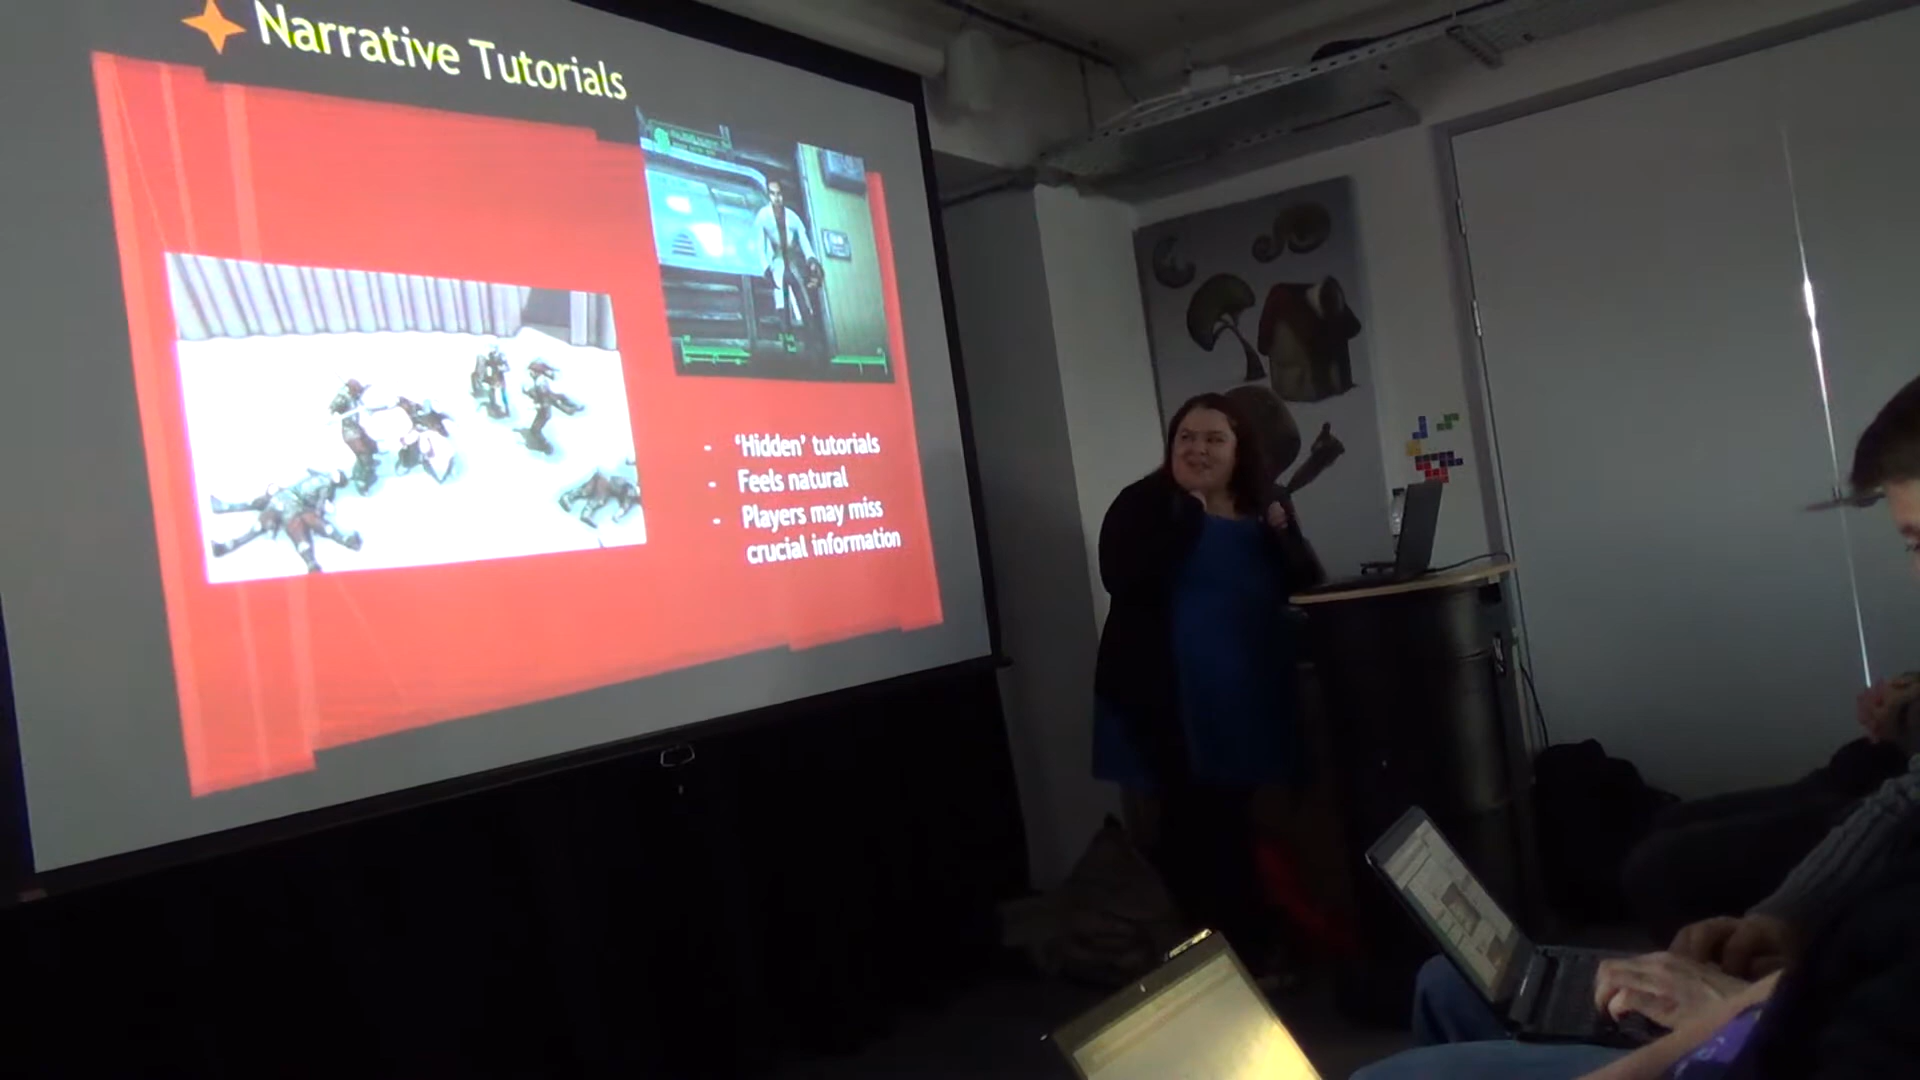 Narrative Tutorials
- ‘Hidden’ tutorials
- Feels natural
- Players may miss
crucial information